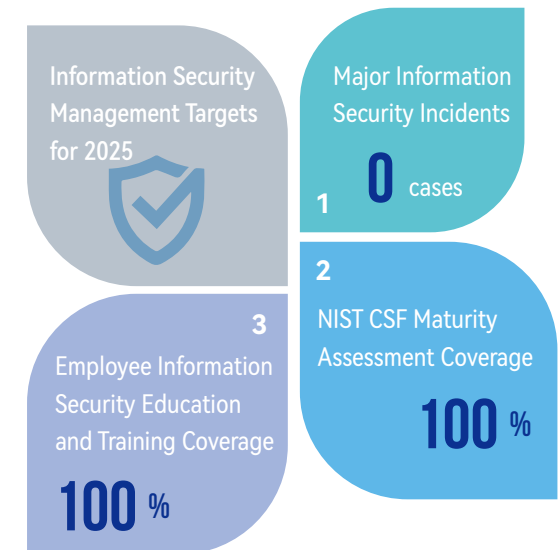 Information Security
Management Targets
for 2025
Major Information
Security Incidents
0 cases
1
2
NIST CSF Maturity
Assessment Coverage
100 %
3
Employee Information
Security Education
and Training Coverage
100 %